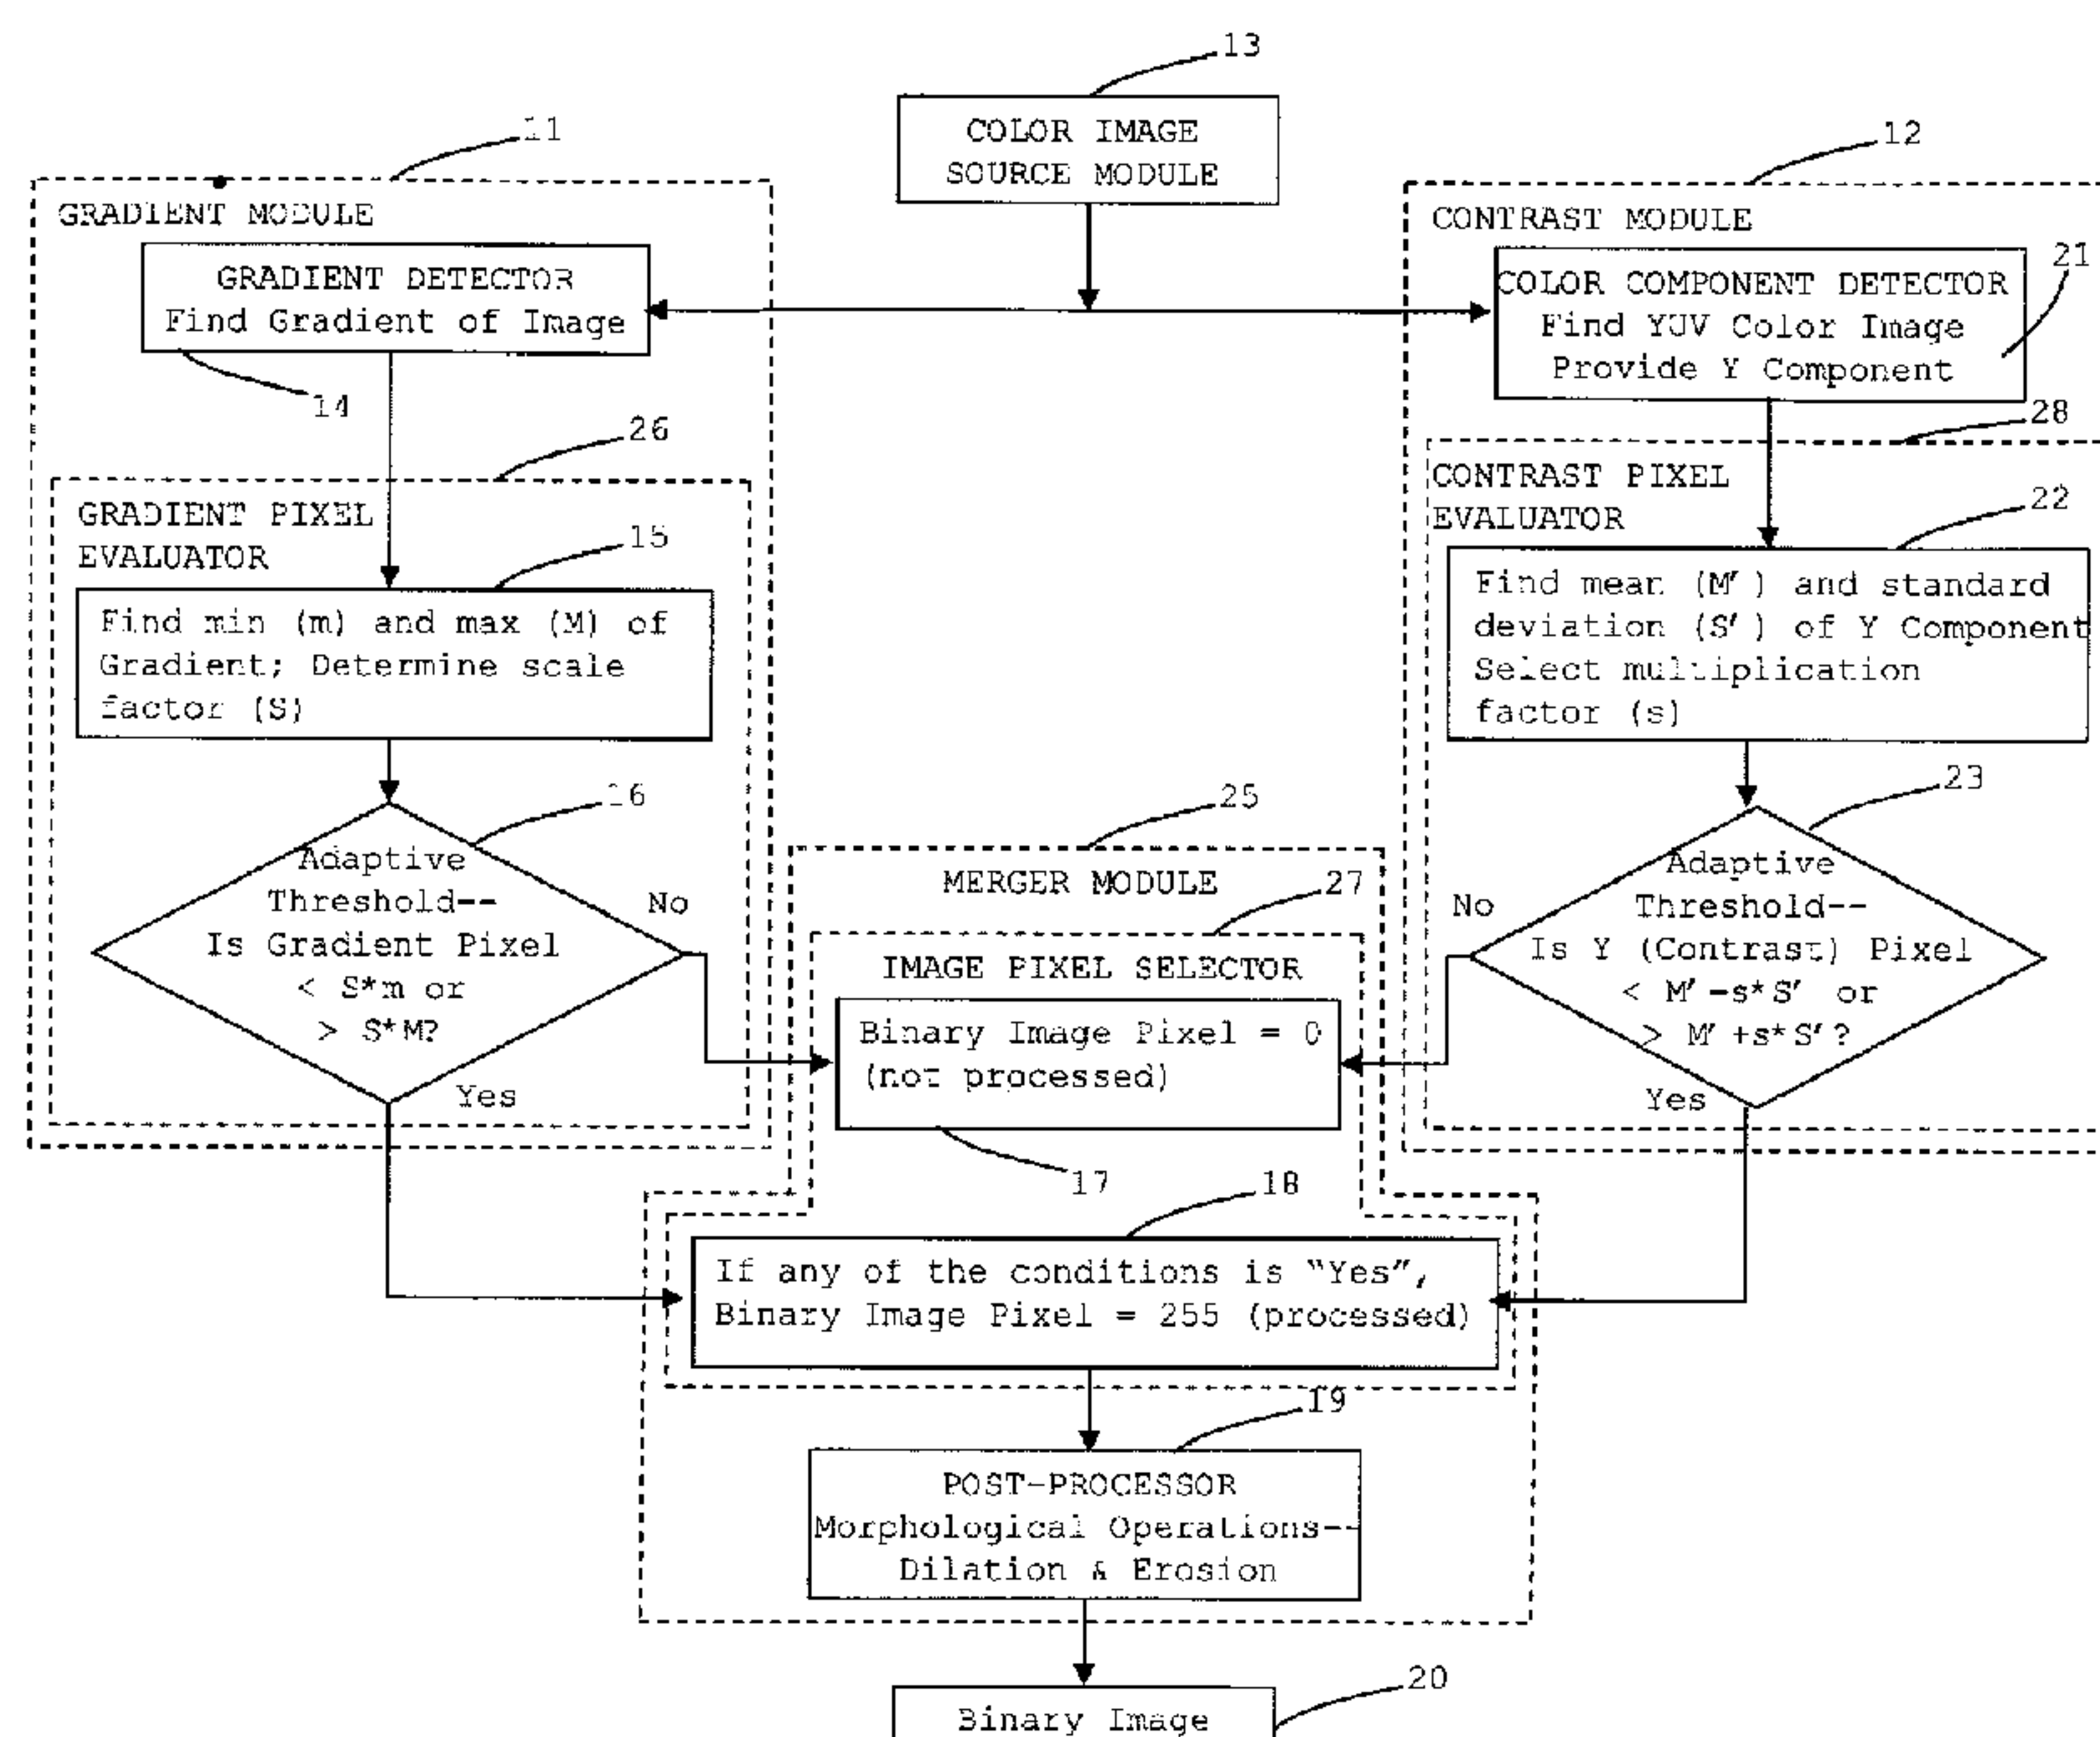 13
COLOR IMAGE
SOURCE MODULE
11
GRADIENT MODULE
GRADIENT DETECTOR
Find Gradient of Image
14
26
GRADIENT PIXEL
EVALUATOR
15
Find min (m) and max (M) of
Gradient; Determine scale
factor (S)
16
Adaptive
Threshold--
Is Gradient Pixel
< S*m or
> S*M?
No
Yes
12
CONTRAST MODULE
21
COLOR COMPONENT DETECTOR
Find YUV Color Image
Provide Y Component
28
CONTRAST PIXEL
EVALUATOR
22
Find mean (M') and standard
deviation (S') of Y Component
Select multiplication
factor (s)
23
Adaptive
Threshold--
Is Y (Contrast) Pixel
< M'-s*S' or
> M'+s*S'?
No
Yes
25
MERGER MODULE
27
IMAGE PIXEL SELECTOR
Binary Image Pixel = 0
(not processed)
17
18
If any of the conditions is "Yes",
Binary Image Pixel = 255 (processed)
19
POST-PROCESSOR
Morphological Operations--
Dilation & Erosion
20
Binary Image